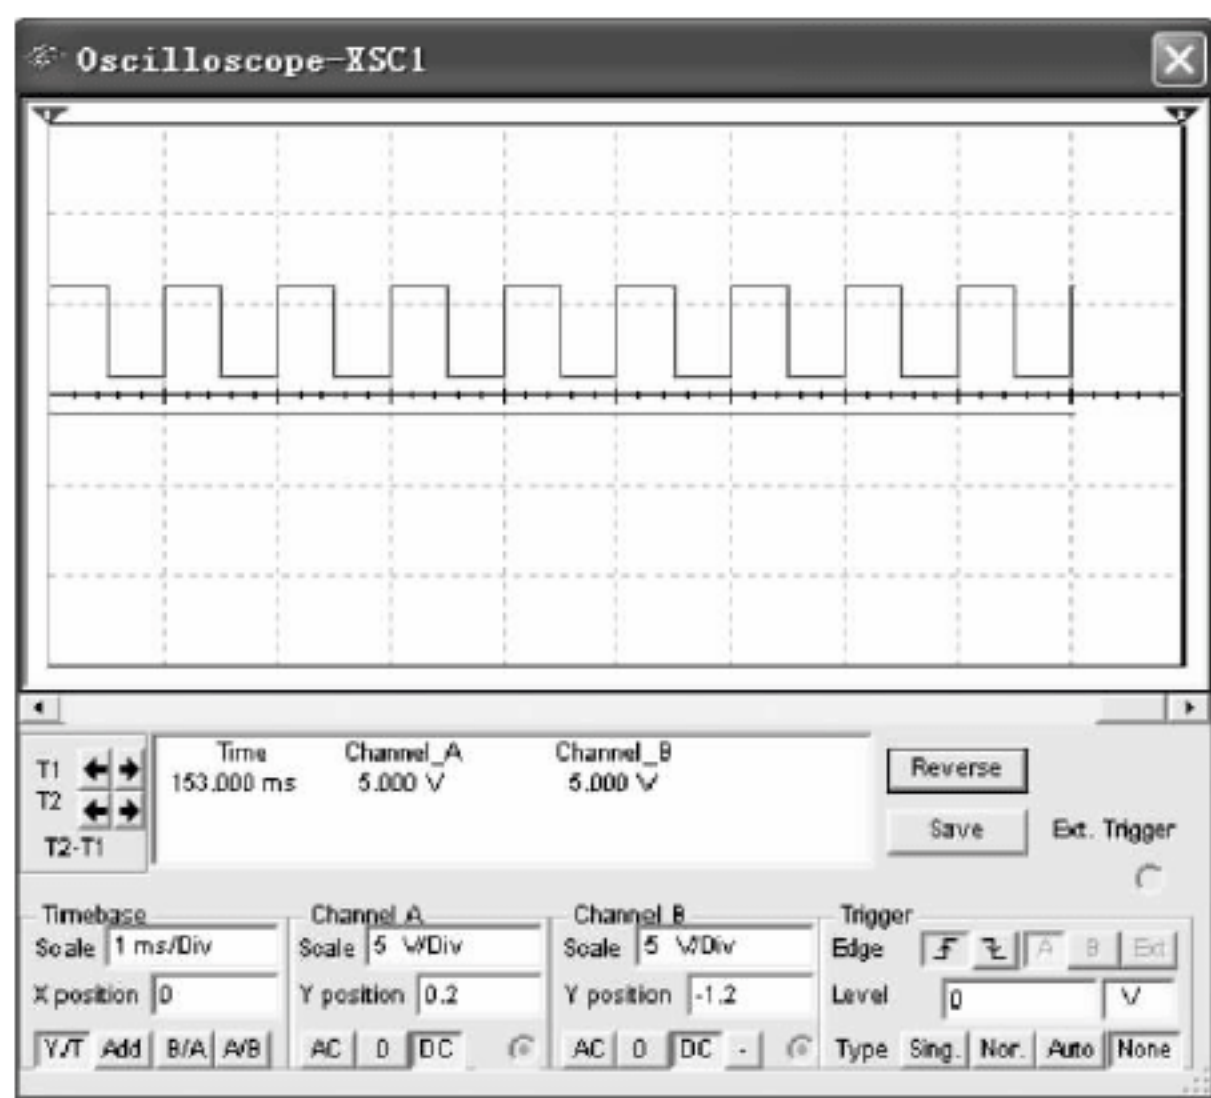 Oscilloscope-XSC1
Time Channel_A Channel_B
T1 153.000 ms 5.000 V 5.000 V
T2
T2-T1
Reverse
Save
Ext. Trigger
Timebase
Scale 1 ms/Div
X position 0
Y/T Add B/A A/B
Channel A
Scale 5 V/Div
Y position 0.2
AC 0 DC
Channel B
Scale 5 V/Div
Y position -1.2
AC 0 DC -
Trigger
Edge A B Ext
Level 0 V
Type Sing. Nor. Auto None